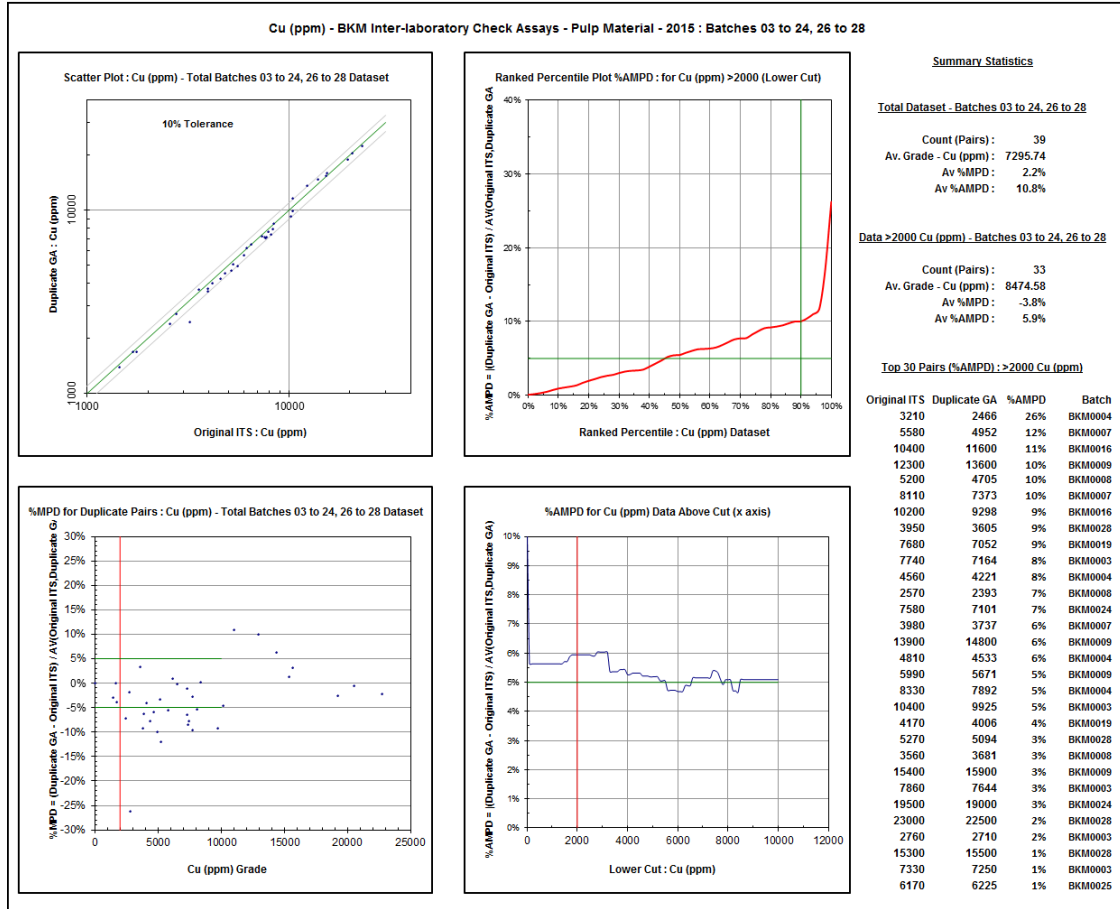 Cu (ppm) - BKM Inter-laboratory Check Assays - Pulp Material - 2015 : Batches 03 to 24, 26 to 28
Scatter Plot : Cu (ppm) - Total Batches 03 to 24, 26 to 28 Dataset
10% Tolerance
Duplicate GA : Cu (ppm)
10000
1000
1000
10000
Original ITS : Cu (ppm)
Ranked Percentile Plot %AMPD : for Cu (ppm) >2000 (Lower Cut)
%AMPD = |(Duplicate GA - Original ITS) / AV(Original ITS,Duplicate GA
40%
30%
20%
10%
0%
0% 10% 20% 30% 40% 50% 60% 70% 80% 90% 100%
Ranked Percentile : Cu (ppm) Dataset
%MPD for Duplicate Pairs : Cu (ppm) - Total Batches 03 to 24, 26 to 28 Dataset
%MPD = (Duplicate GA - Original ITS) / AV(Original ITS,Duplicate GA
30%
25%
20%
15%
10%
5%
0%
-5%
-10%
-15%
-20%
-25%
-30%
0 5000 10000 15000 20000 25000
Cu (ppm) Grade
%AMPD for Cu (ppm) Data Above Cut (x axis)
%AMPD = |(Duplicate GA - Original ITS) / AV(Original ITS,Duplicate GA)
10%
9%
8%
7%
6%
5%
4%
3%
2%
1%
0%
0 2000 4000 6000 8000 10000 12000
Lower Cut : Cu (ppm)
Summary Statistics
Total Dataset - Batches 03 to 24, 26 to 28
Count (Pairs) : 39
Av. Grade - Cu (ppm) : 7295.74
Av %MPD : 2.2%
Av %AMPD : 10.8%
Data >2000 Cu (ppm) - Batches 03 to 24, 26 to 28
Count (Pairs) : 33
Av. Grade - Cu (ppm) : 8474.58
Av %MPD : -3.8%
Av %AMPD : 5.9%
Top 30 Pairs (%AMPD) : >2000 Cu (ppm)
Original ITS Duplicate GA %AMPD Batch
3210 2466 26% BKM0004
5580 4952 12% BKM0007
10400 11600 11% BKM0016
12300 13600 10% BKM0009
5200 4705 10% BKM0008
8110 7373 10% BKM0007
10200 9298 9% BKM0016
3950 3605 9% BKM0028
7680 7052 9% BKM0019
7740 7164 8% BKM0003
4560 4221 8% BKM0004
2570 2393 7% BKM0008
7580 7101 7% BKM0024
3980 3737 6% BKM0007
13900 14800 6% BKM0009
4810 4533 6% BKM0004
5990 5671 5% BKM0009
8330 7892 5% BKM0004
10400 9925 5% BKM0003
4170 4006 4% BKM0019
5270 5094 3% BKM0028
3560 3681 3% BKM0008
15400 15900 3% BKM0009
7860 7644 3% BKM0003
19500 19000 3% BKM0024
23000 22500 2% BKM0028
2760 2710 2% BKM0003
15300 15500 1% BKM0028
7330 7250 1% BKM0003
6170 6225 1% BKM0025